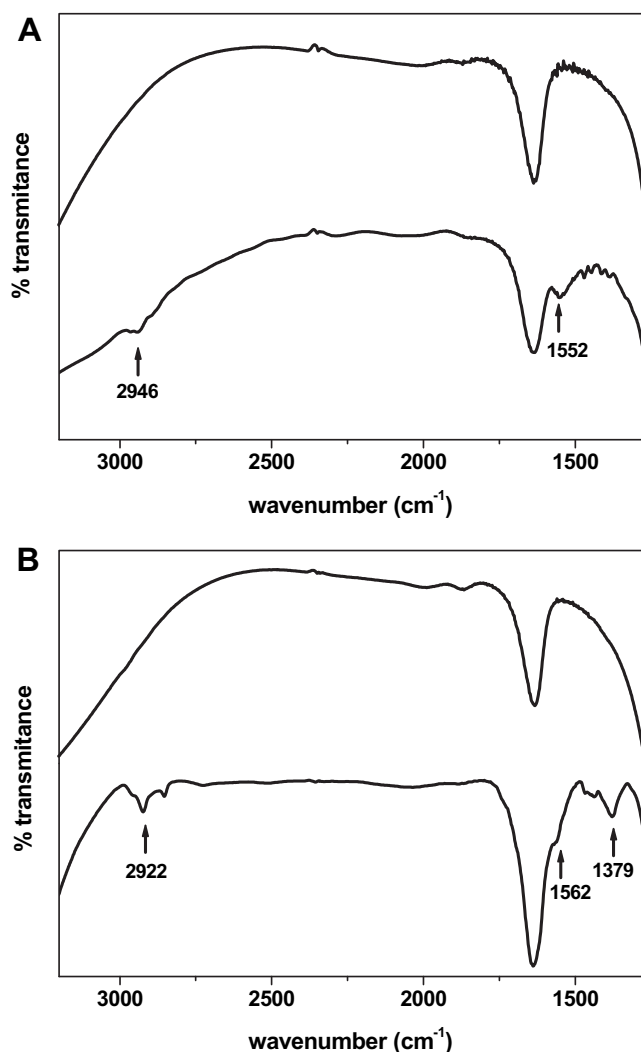 A
% transmitance
2946
1552
3000 2500 2000 1500
wavenumber (cm-1)
B
% transmitance
2922
1562
1379
3000 2500 2000 1500
wavenumber (cm-1)